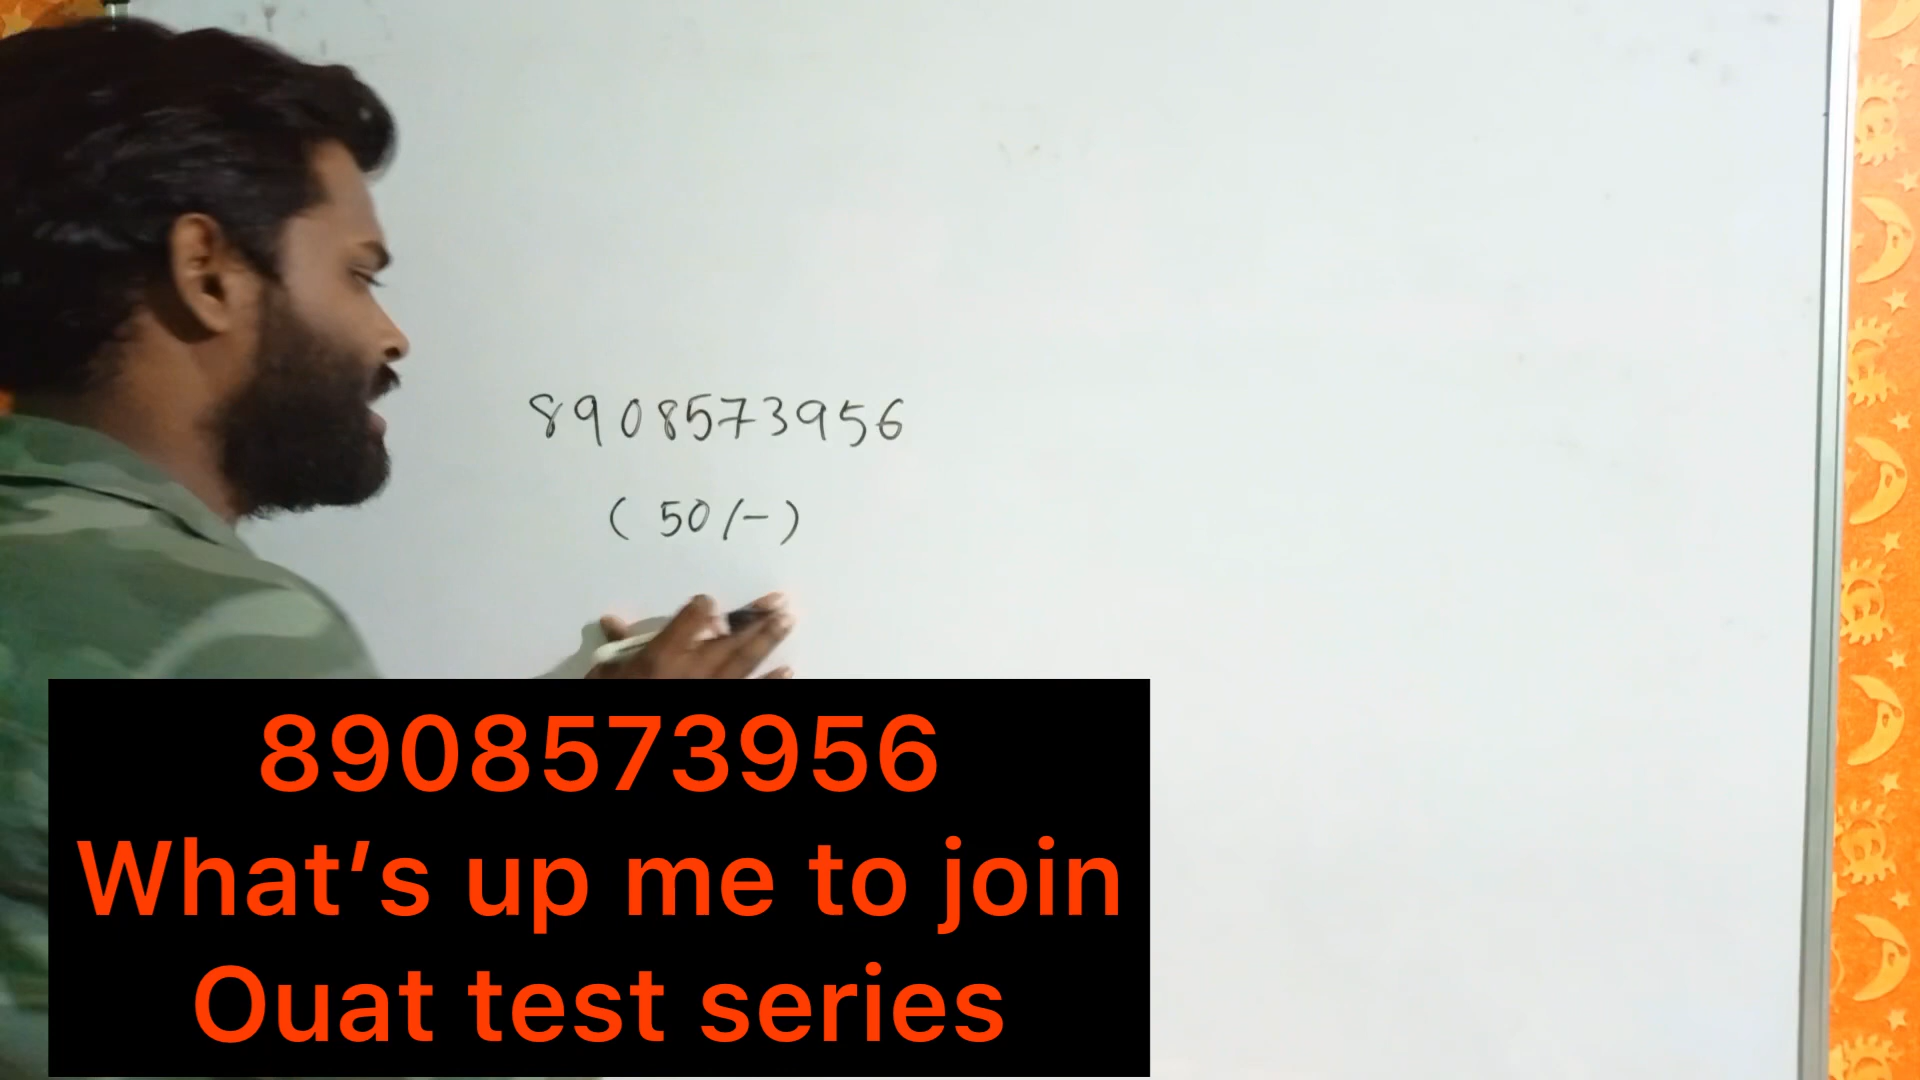 8908573956
( 50/- )
8908573956
What's up me to join
Ouat test series